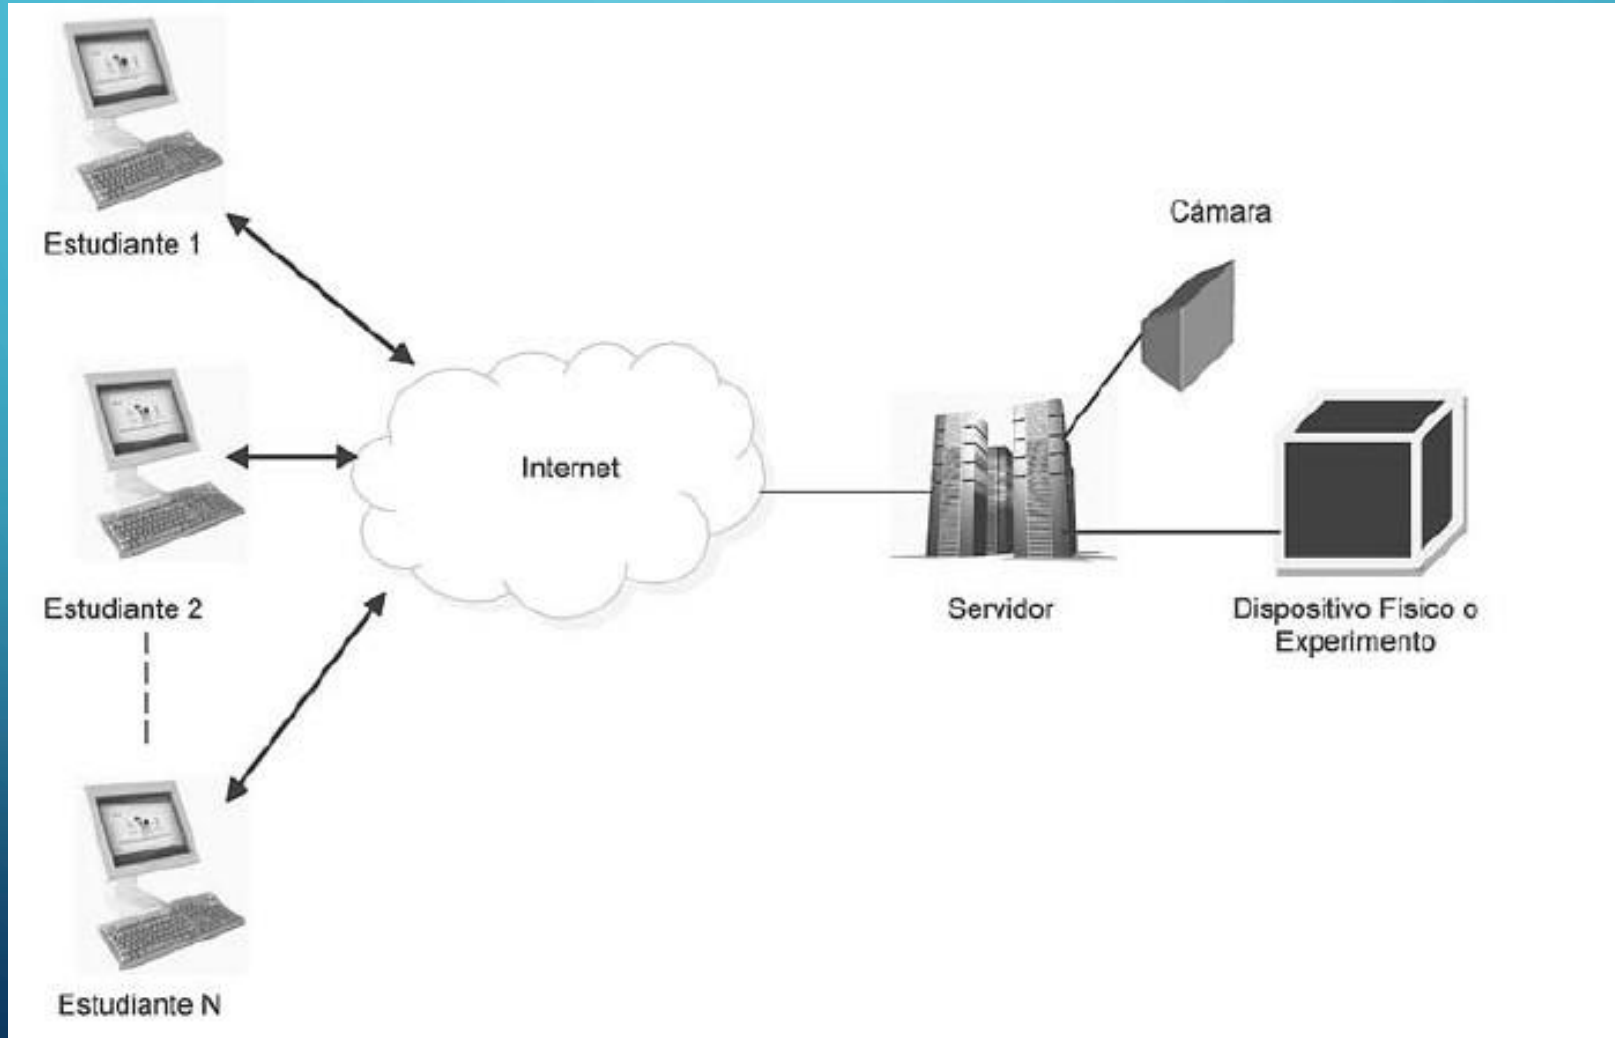 Estudiante 1
Cámara
Internet
Estudiante 2
Servidor
Dispositivo Físico o
Experimento
Estudiante N